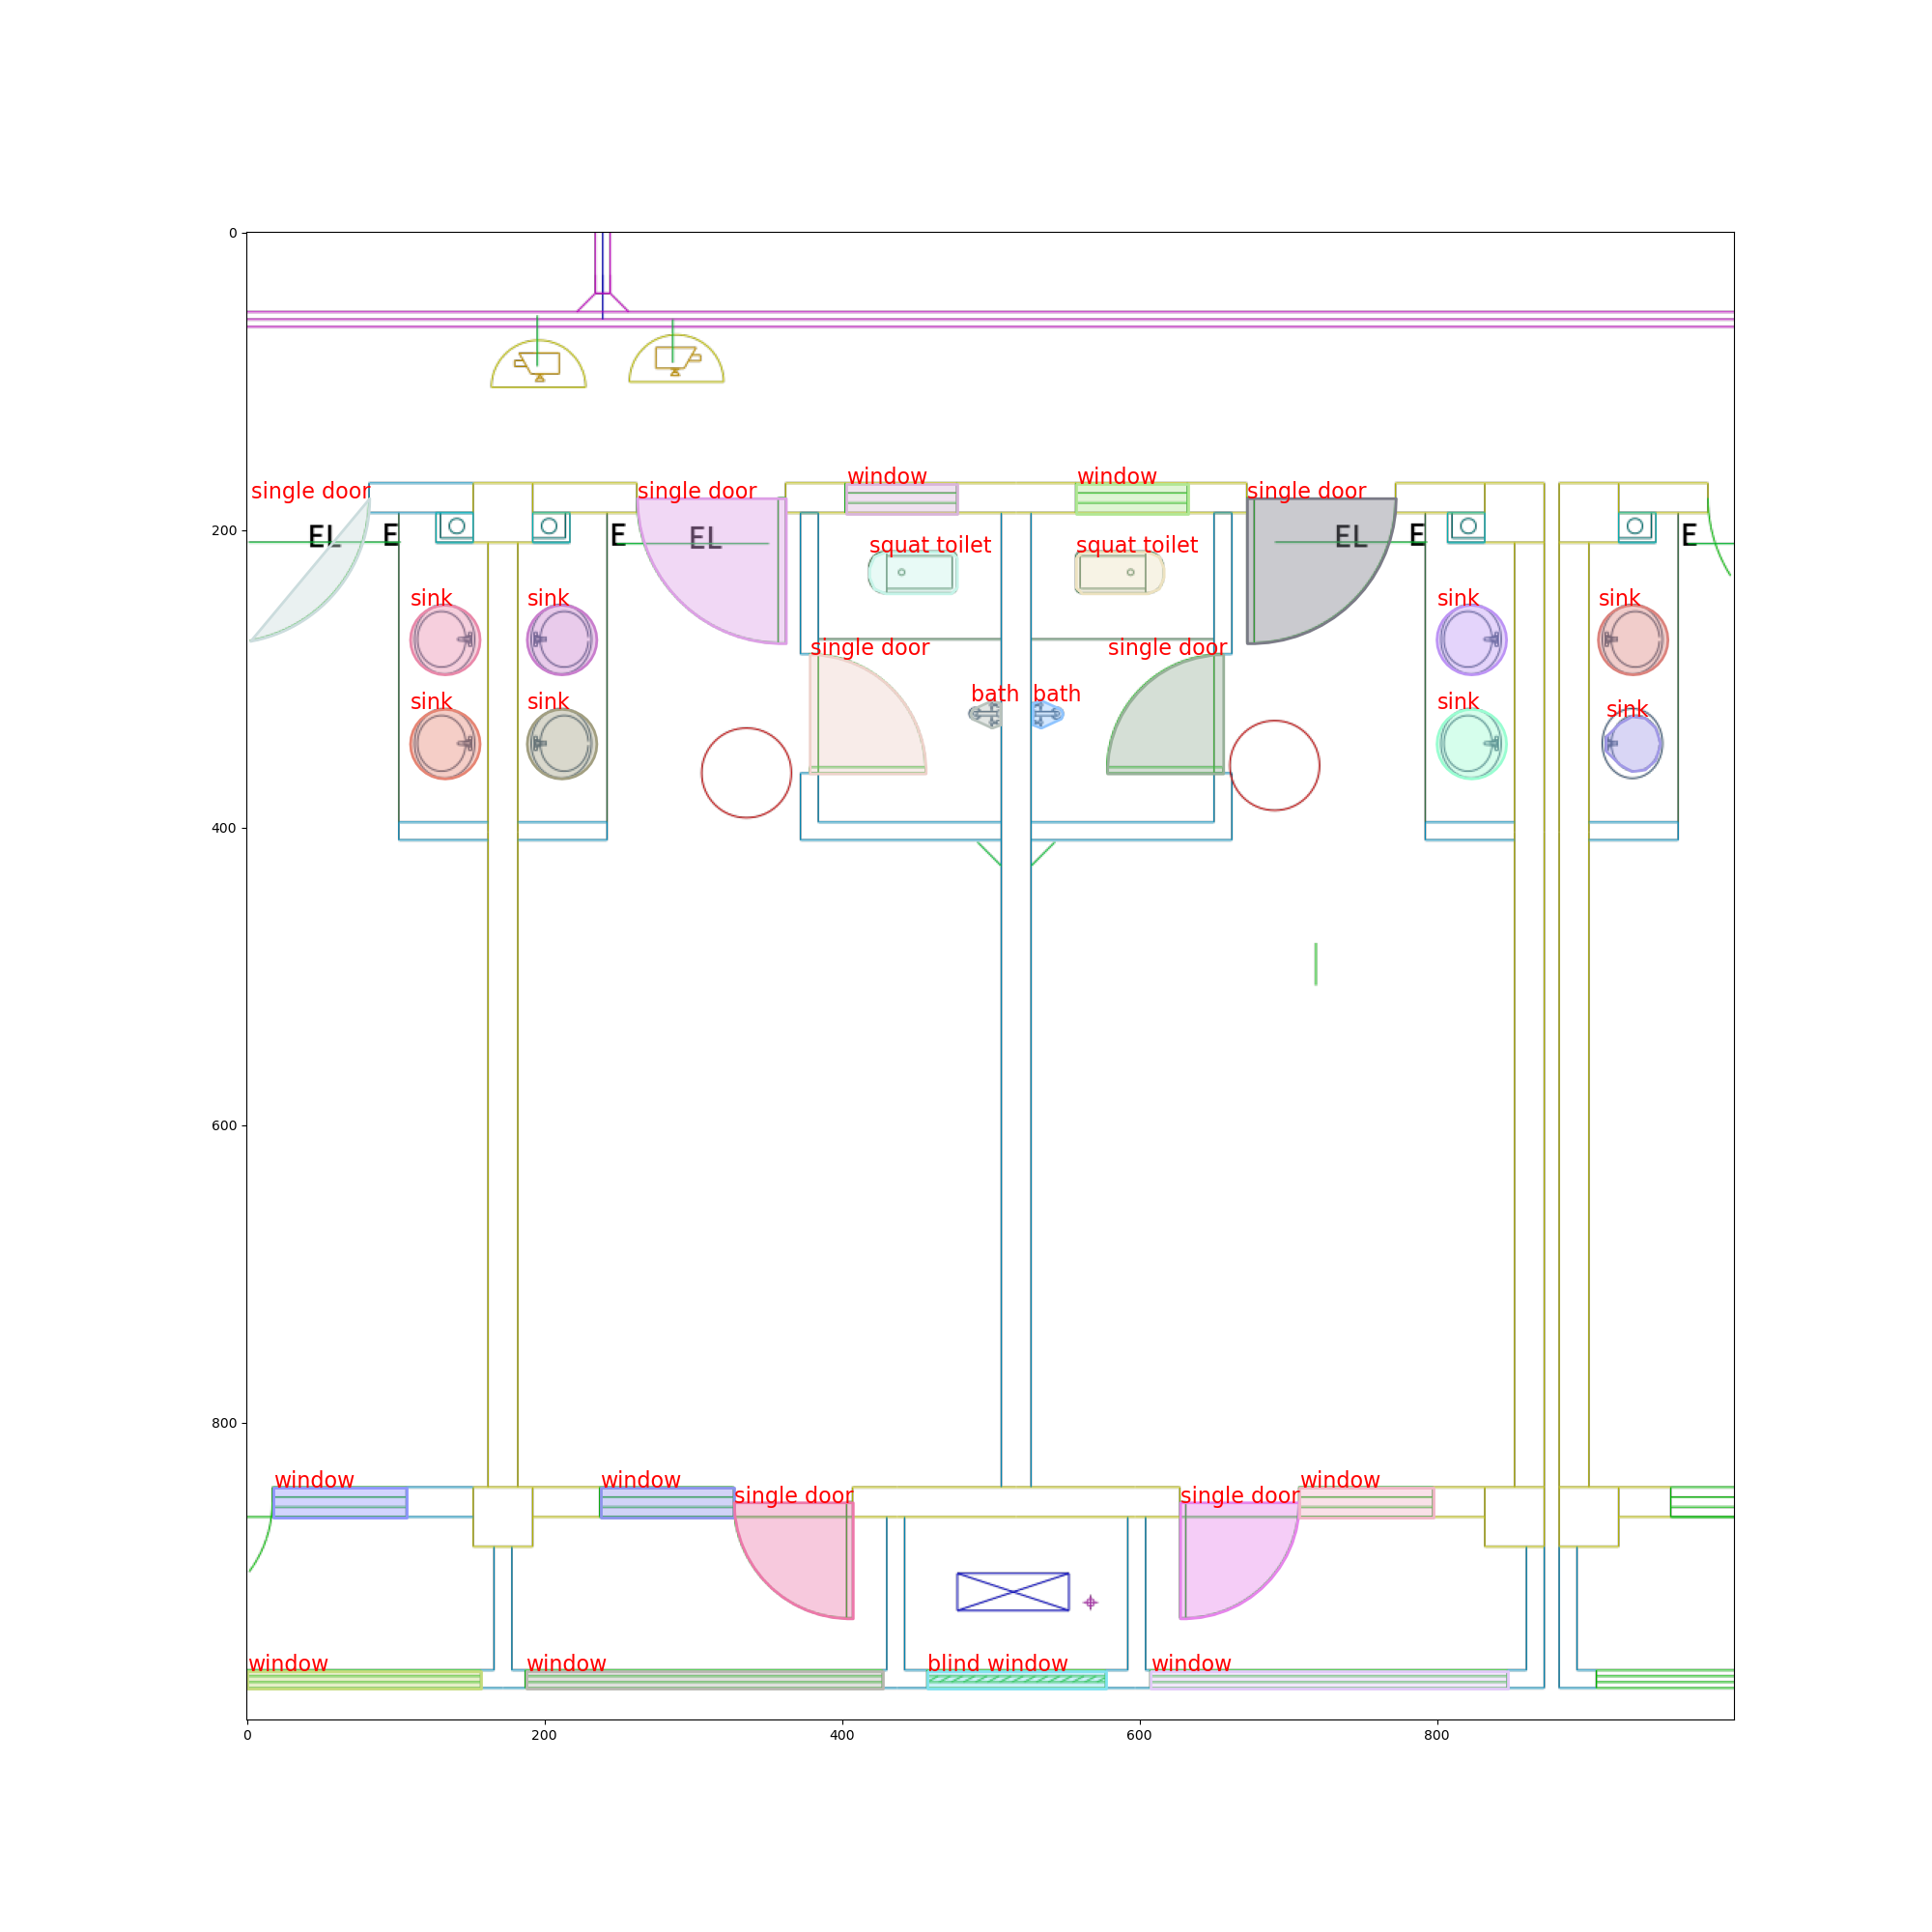 0
window window
single door single door single door
200
EL E E EL EL E E
squat toilet squat toilet
sink sink sink sink
single door single door
bath bath
sink sink sink sink
400
600
800
window window window
single door single door
window window blind window window
0 200 400 600 800